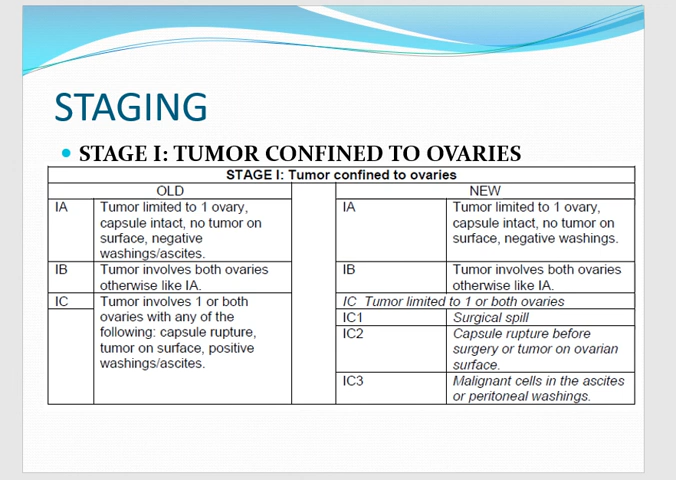 STAGING
• STAGE I: TUMOR CONFINED TO OVARIES
STAGE I: Tumor confined to ovaries
OLD
NEW
IA
Tumor limited to 1 ovary,
capsule intact, no tumor on
surface, negative
washings/ascites.
IA
Tumor limited to 1 ovary,
capsule intact, no tumor on
surface, negative washings.
IB
Tumor involves both ovaries
otherwise like IA.
IB
Tumor involves both ovaries
otherwise like IA.
IC
Tumor involves 1 or both
ovaries with any of the
following: capsule rupture,
tumor on surface, positive
washings/ascites.
IC Tumor limited to 1 or both ovaries
IC1
Surgical spill
IC2
Capsule rupture before
surgery or tumor on ovarian
surface.
IC3
Malignant cells in the ascites
or peritoneal washings.